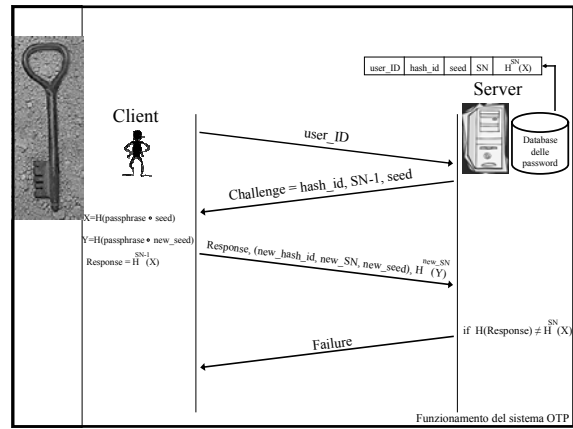 user_ID hash_id seed SN H^SN(X)
Server
Client
Database
delle
password
user_ID
Challenge = hash_id, SN-1, seed
X=H(passphrase ∘ seed)
Y=H(passphrase ∘ new_seed)
Response = H^SN-1(X)
Response, (new_hash_id, new_SN, new_seed), H^new_SN(Y)
if H(Response) ≠ H^SN(X)
Failure
Funzionamento del sistema OTP